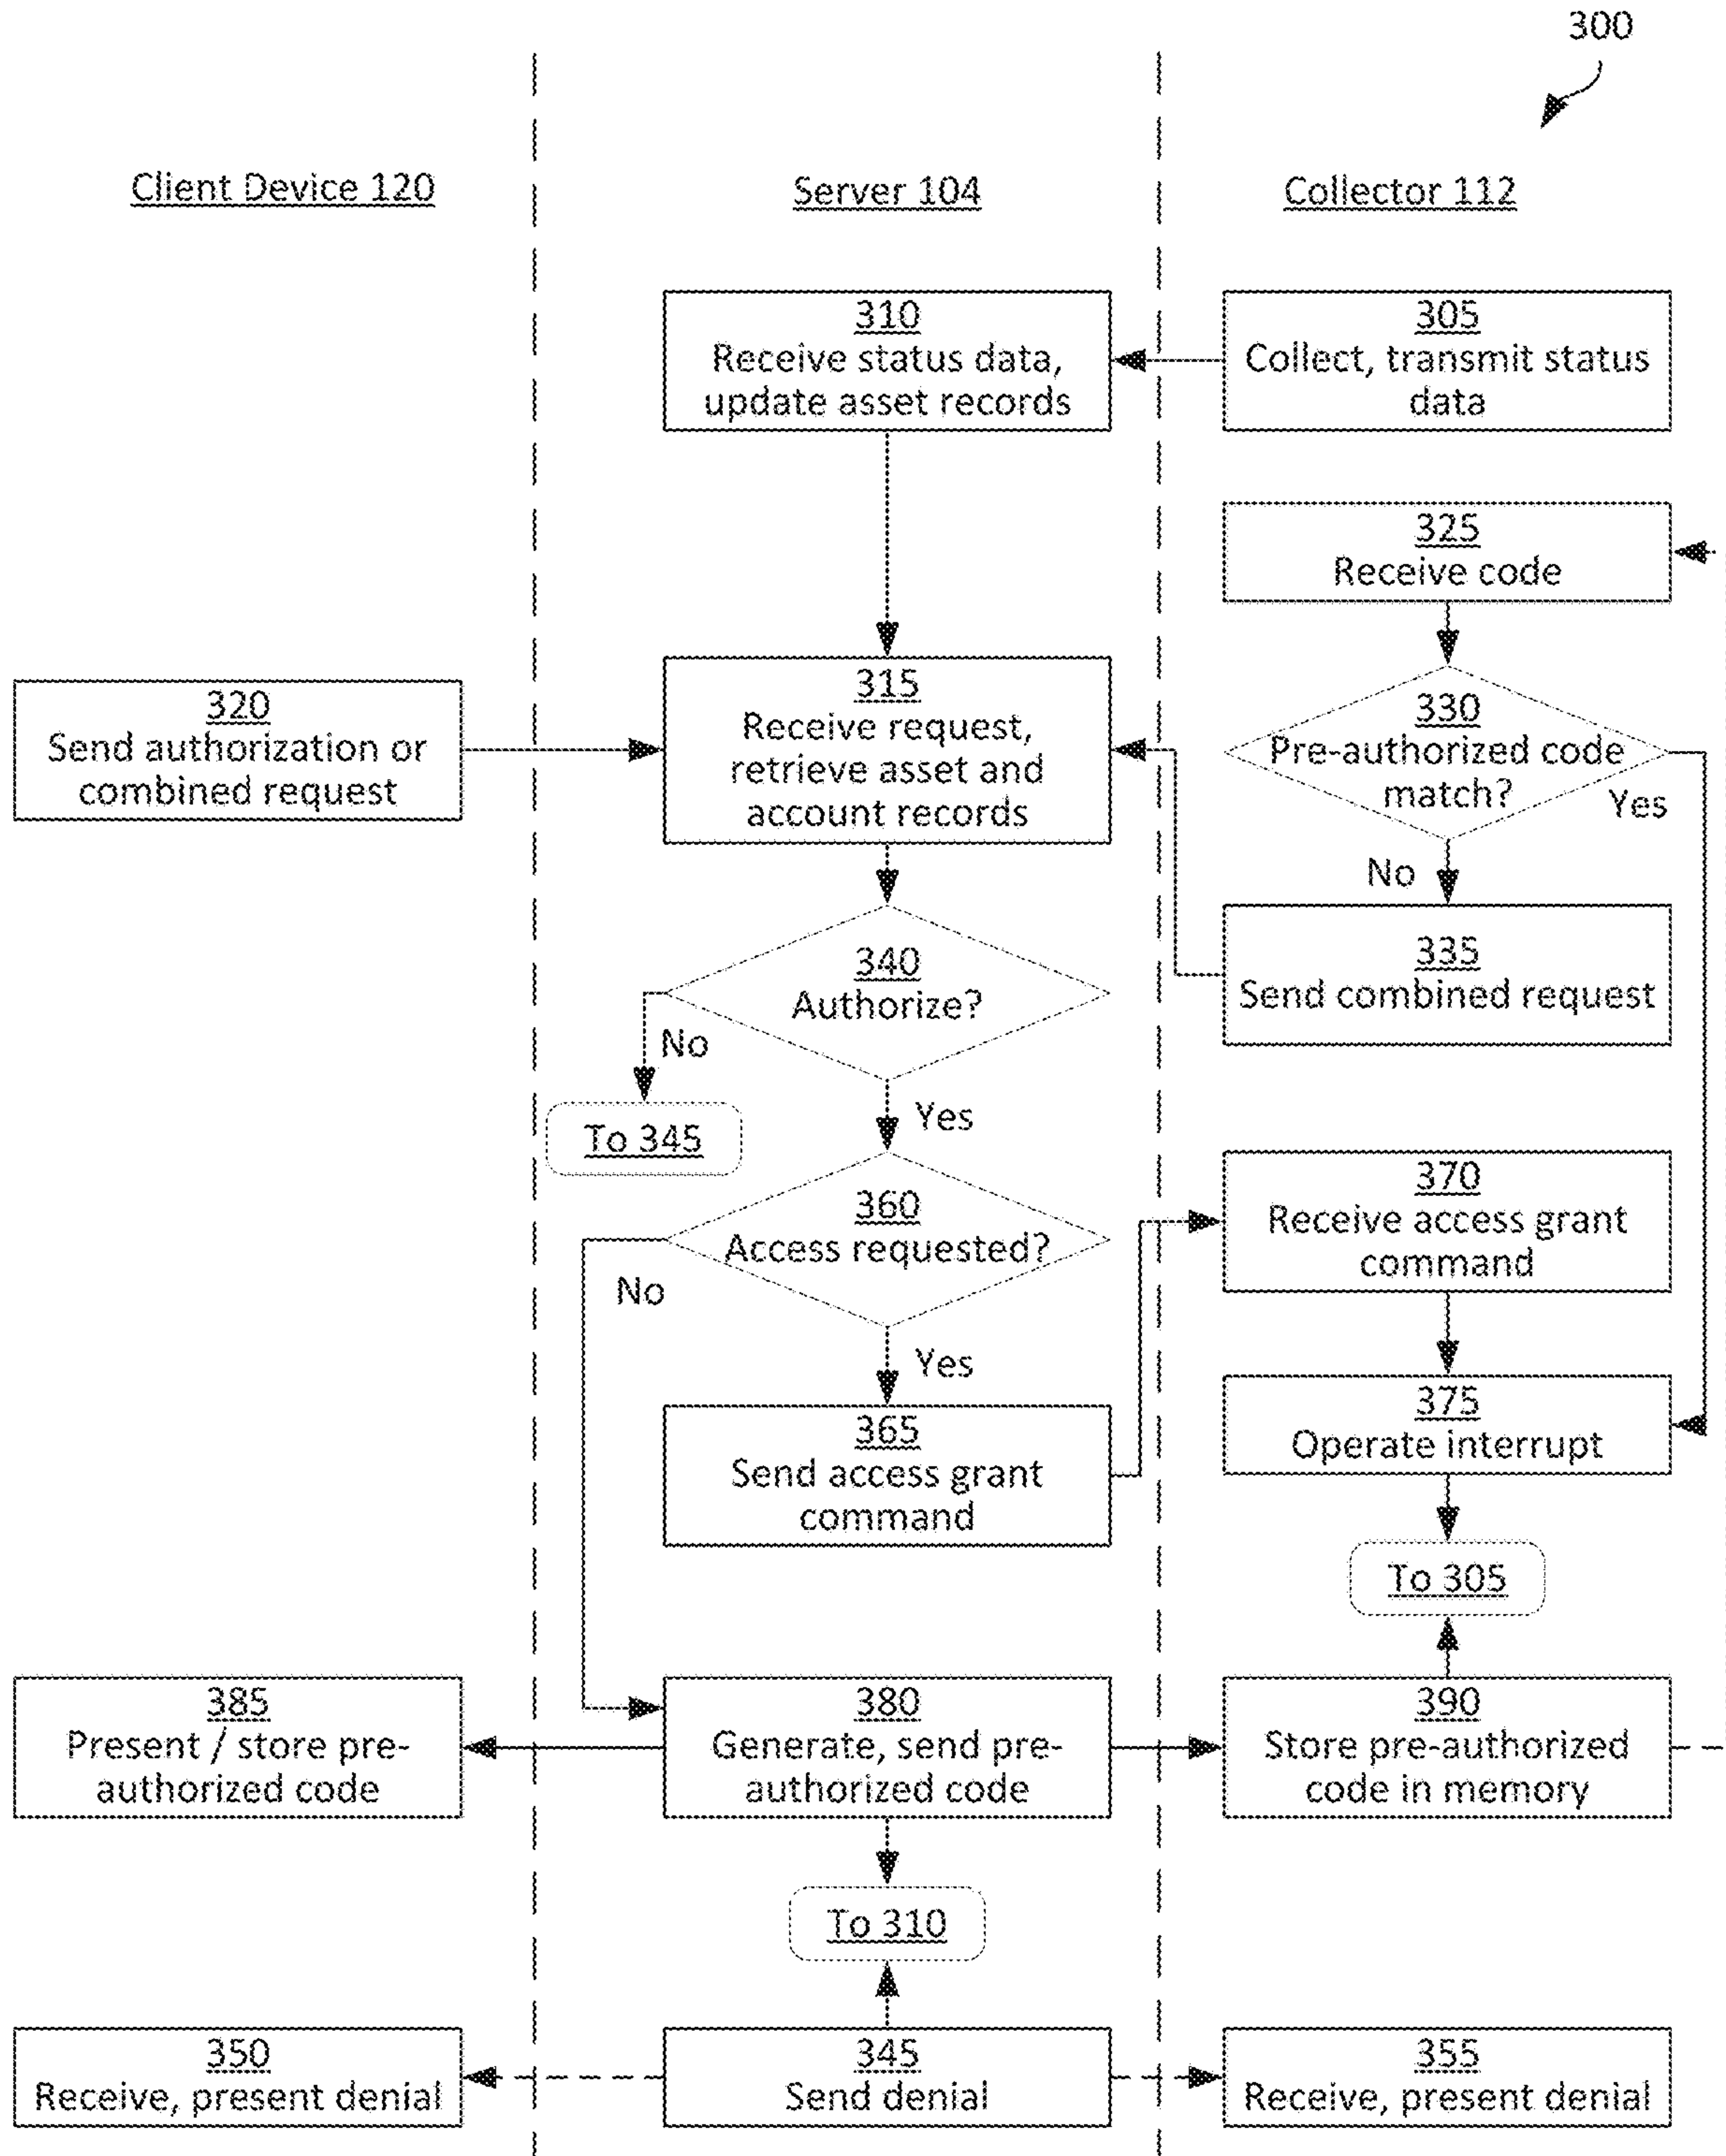 300
Client Device 120
Server 104
Collector 112
310
Receive status data,
update asset records
305
Collect, transmit status
data
325
Receive code
320
Send authorization or
combined request
315
Receive request,
retrieve asset and
account records
330
Pre-authorized code
match?
Yes
No
335
Send combined request
340
Authorize?
No
To 345
Yes
360
Access requested?
No
Yes
370
Receive access grant
command
365
Send access grant
command
375
Operate interrupt
To 305
385
Present / store pre-
authorized code
380
Generate, send pre-
authorized code
390
Store pre-authorized
code in memory
To 310
350
Receive, present denial
345
Send denial
355
Receive, present denial